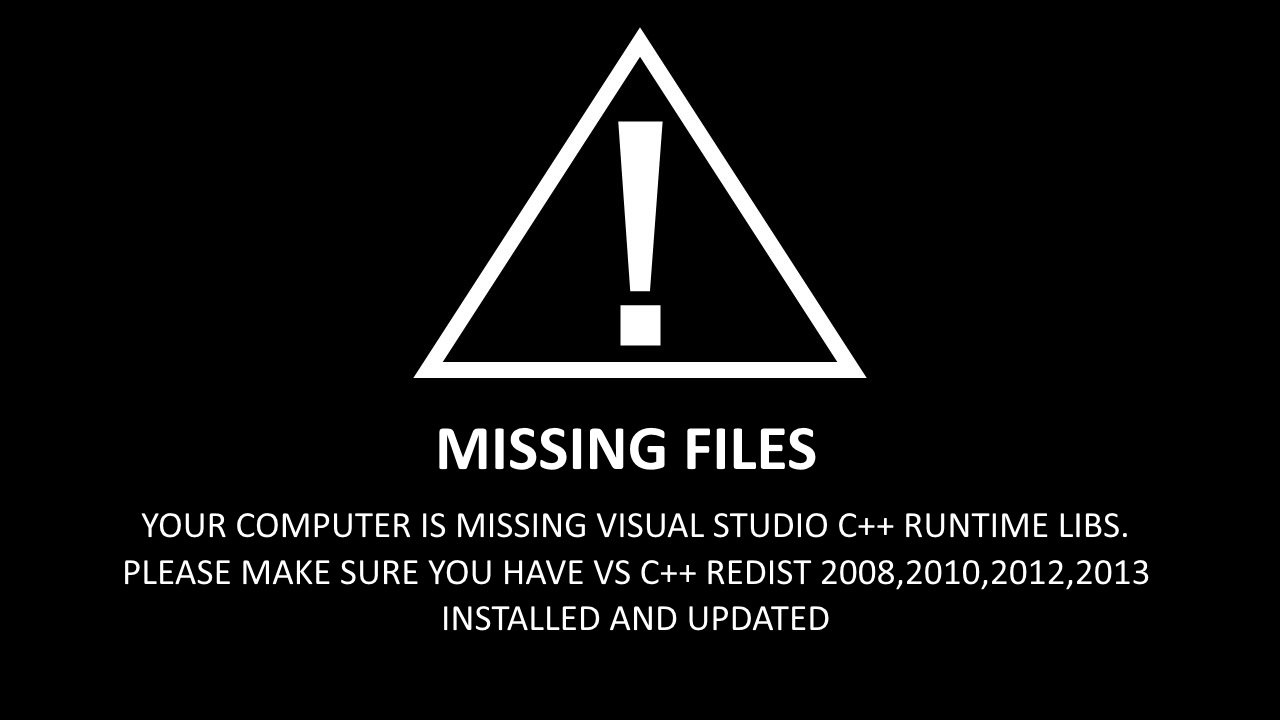 !
MISSING FILES
YOUR COMPUTER IS MISSING VISUAL STUDIO C++ RUNTIME LIBS.
PLEASE MAKE SURE YOU HAVE VS C++ REDIST 2008,2010,2012,2013
INSTALLED AND UPDATED